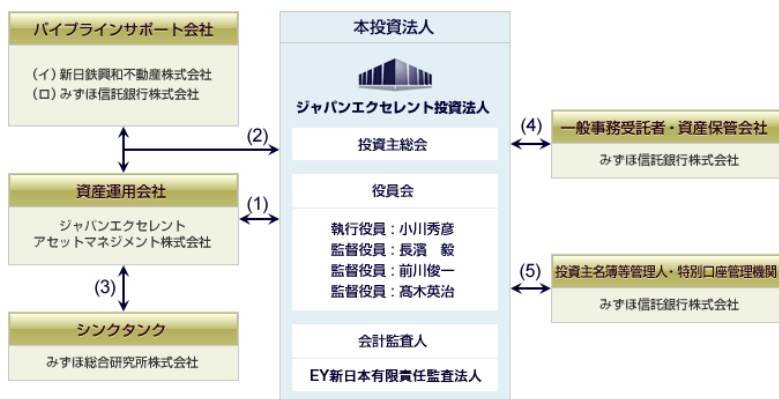 パイプラインサポート会社
(イ)新日鉄興和不動産株式会社
(ロ)みずほ信託銀行株式会社
(2)
資産運用会社
ジャパンエクセレント
アセットマネジメント株式会社
(1)
(3)
シンクタンク
みずほ総合研究所株式会社
本投資法人
ジャパンエクセレント投資法人
投資主総会
役員会
執行役員:小川秀彦
監督役員:長濱 毅
監督役員:前川俊一
監督役員:髙木英治
会計監査人
EY新日本有限責任監査法人
(4)
一般事務受託者・資産保管会社
みずほ信託銀行株式会社
(5)
投資主名簿等管理人・特別口座管理機関
みずほ信託銀行株式会社